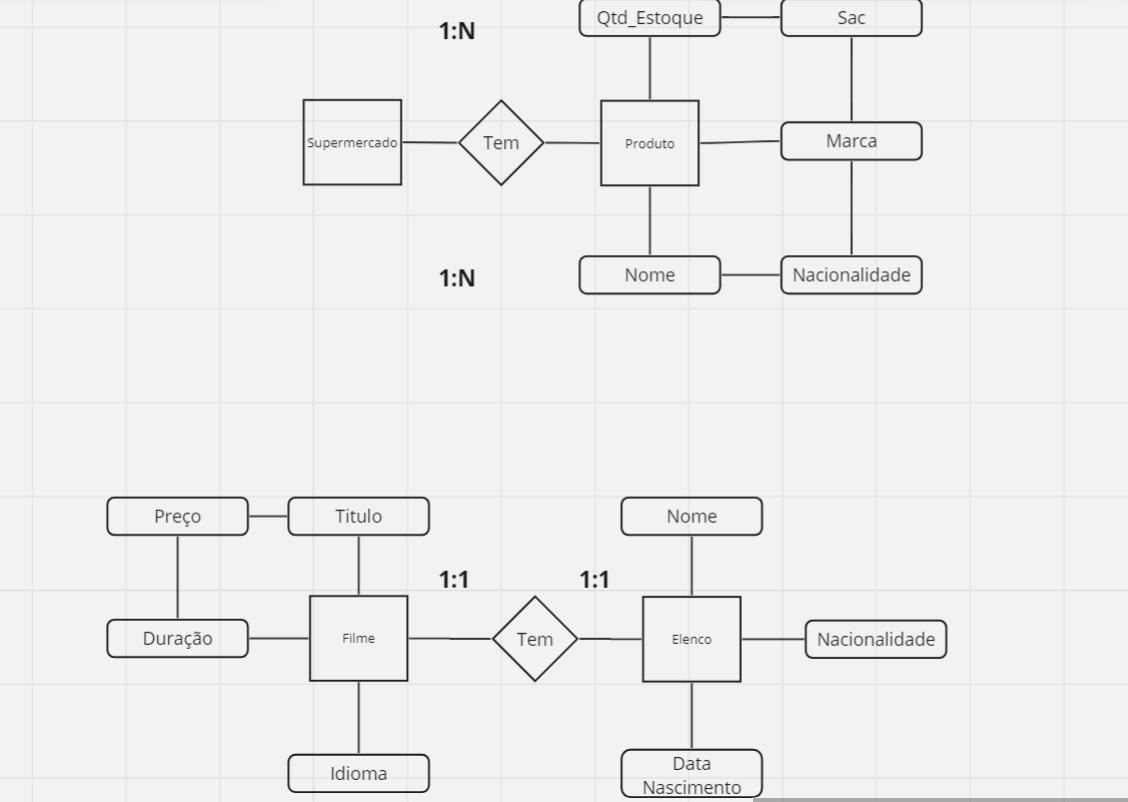 1:N
Qtd_Estoque
Sac
Supermercado
Tem
Produto
Marca
1:N
Nome
Nacionalidade
Preço
Titulo
Nome
1:1
1:1
Duração
Filme
Tem
Elenco
Nacionalidade
Idioma
Data
Nascimento